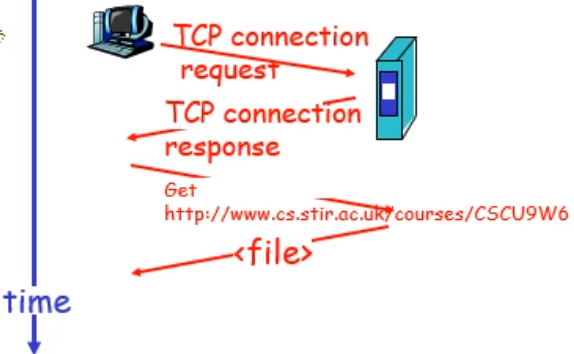 TCP connection
request
TCP connection
response
Get
http://www.cs.stir.ac.uk/courses/CSCU9W6
<file>
time